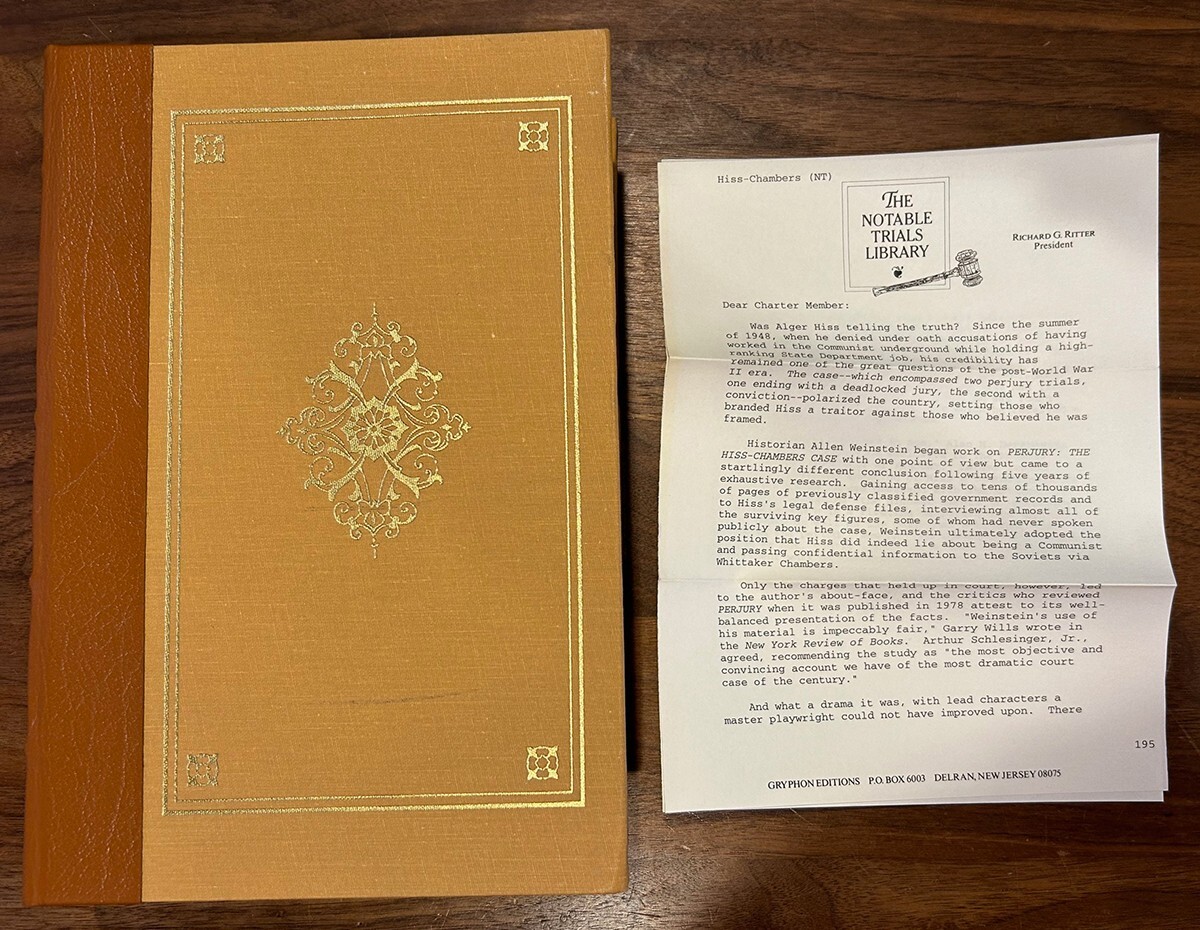 Hiss-Chambers (NT)
THE
NOTABLE
TRIALS
LIBRARY
RICHARD G. RITTER
President
Dear Charter Member:
Was Alger Hiss telling the truth? Since the summer
of 1948, when he denied under oath accusations of having
worked in the Communist underground while holding a high-
ranking State Department job, his credibility has
remained one of the great questions of the post-World War
II era. The case--which encompassed two perjury trials,
one ending with a deadlocked jury, the second with a
conviction--polarized the country, setting those who
branded Hiss a traitor against those who believed he was
framed.
Historian Allen Weinstein began work on PERJURY: THE
HISS-CHAMBERS CASE with one point of view but came to a
startlingly different conclusion following five years of
exhaustive research. Gaining access to tens of thousands
of pages of previously classified government records and
to Hiss's legal defense files, interviewing almost all of
the surviving key figures, some of whom had never spoken
publicly about the case, Weinstein ultimately adopted the
position that Hiss did indeed lie about being a Communist
and passing confidential information to the Soviets via
Whittaker Chambers.
Only the charges that held up in court, however, led
to the author's about-face, and the critics who reviewed
PERJURY when it was published in 1978 attest to its well-
balanced presentation of the facts. "Weinstein's use of
his material is impeccably fair," Garry Wills wrote in
the New York Review of Books. Arthur Schlesinger, Jr.,
agreed, recommending the study as "the most objective and
convincing account we have of the most dramatic court
case of the century."
And what a drama it was, with lead characters a
master playwright could not have improved upon. There
195
GRYPHON EDITIONS P.O. BOX 6003 DELRAN, NEW JERSEY 08075